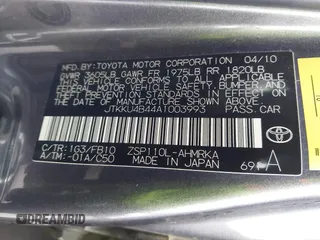 MFD. BY TOYOTA MOTOR CORPORATION 04/10
GVWR 3605LB GAWR FR 1975LB RR 1820LB
THIS VEHICLE CONFORMS TO ALL APPLICABLE
FEDERAL MOTOR VEHICLE SAFETY, BUMPER, AND
THEFT PREVENTION STANDARDS IN EFFECT ON
THE DATE OF MANUFACTURE SHOWN ABOVE.
JTKKU4B44A1003993 PASS. CAR
C/TR: 1G3/FB10 ZSP110L-AHMRKA
A/TM: -01A/C50 MADE IN JAPAN 691 A
TOYOTA
DREAMBID